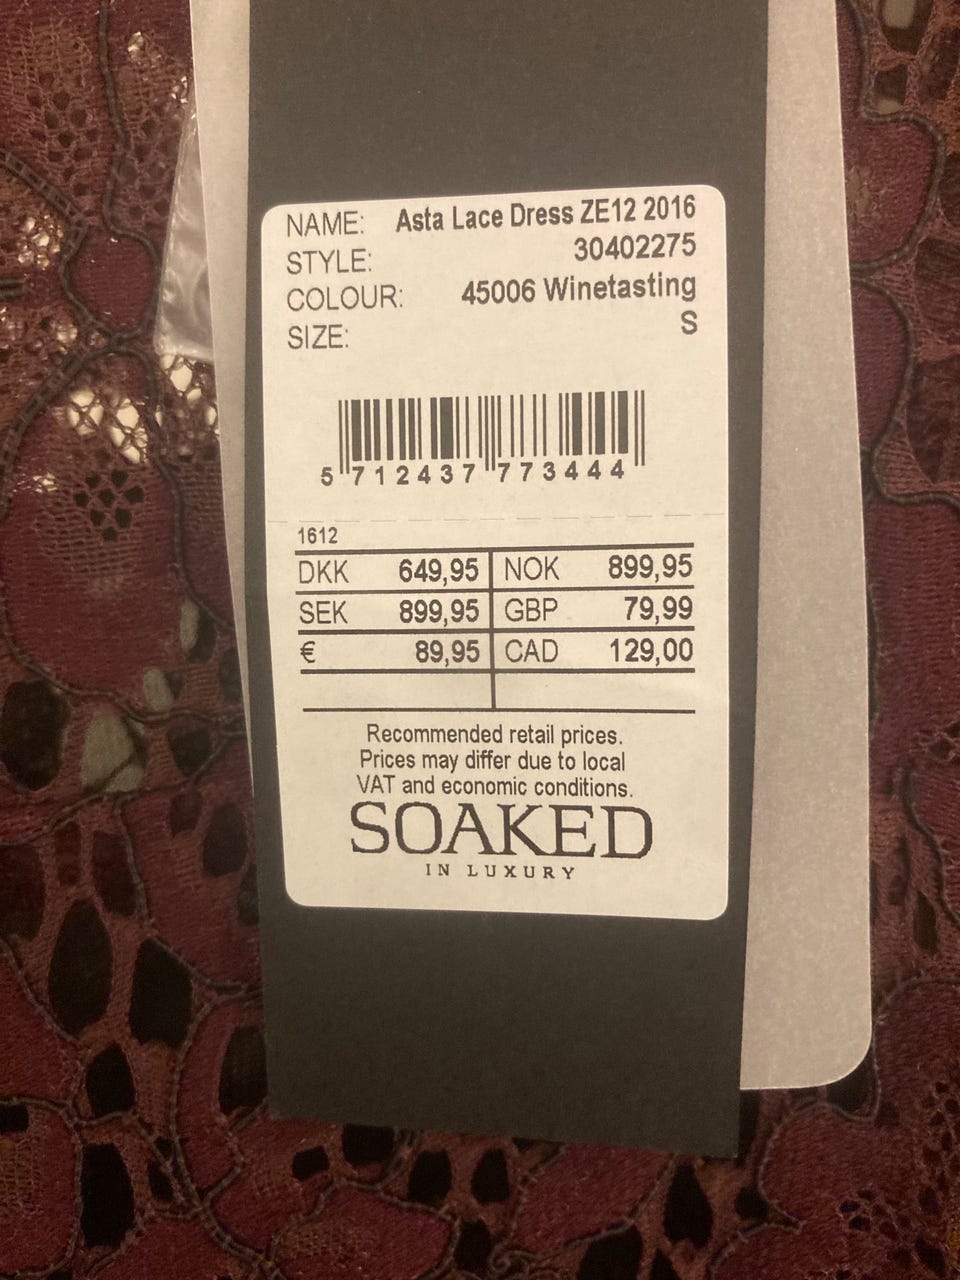 NAME: Asta Lace Dress ZE12 2016
STYLE: 30402275
COLOUR: 45006 Winetasting
SIZE: S
5 712437 773444
1612
DKK 649,95 NOK 899,95
SEK 899,95 GBP 79,99
€ 89,95 CAD 129,00
Recommended retail prices.
Prices may differ due to local
VAT and economic conditions.
SOAKED
IN LUXURY